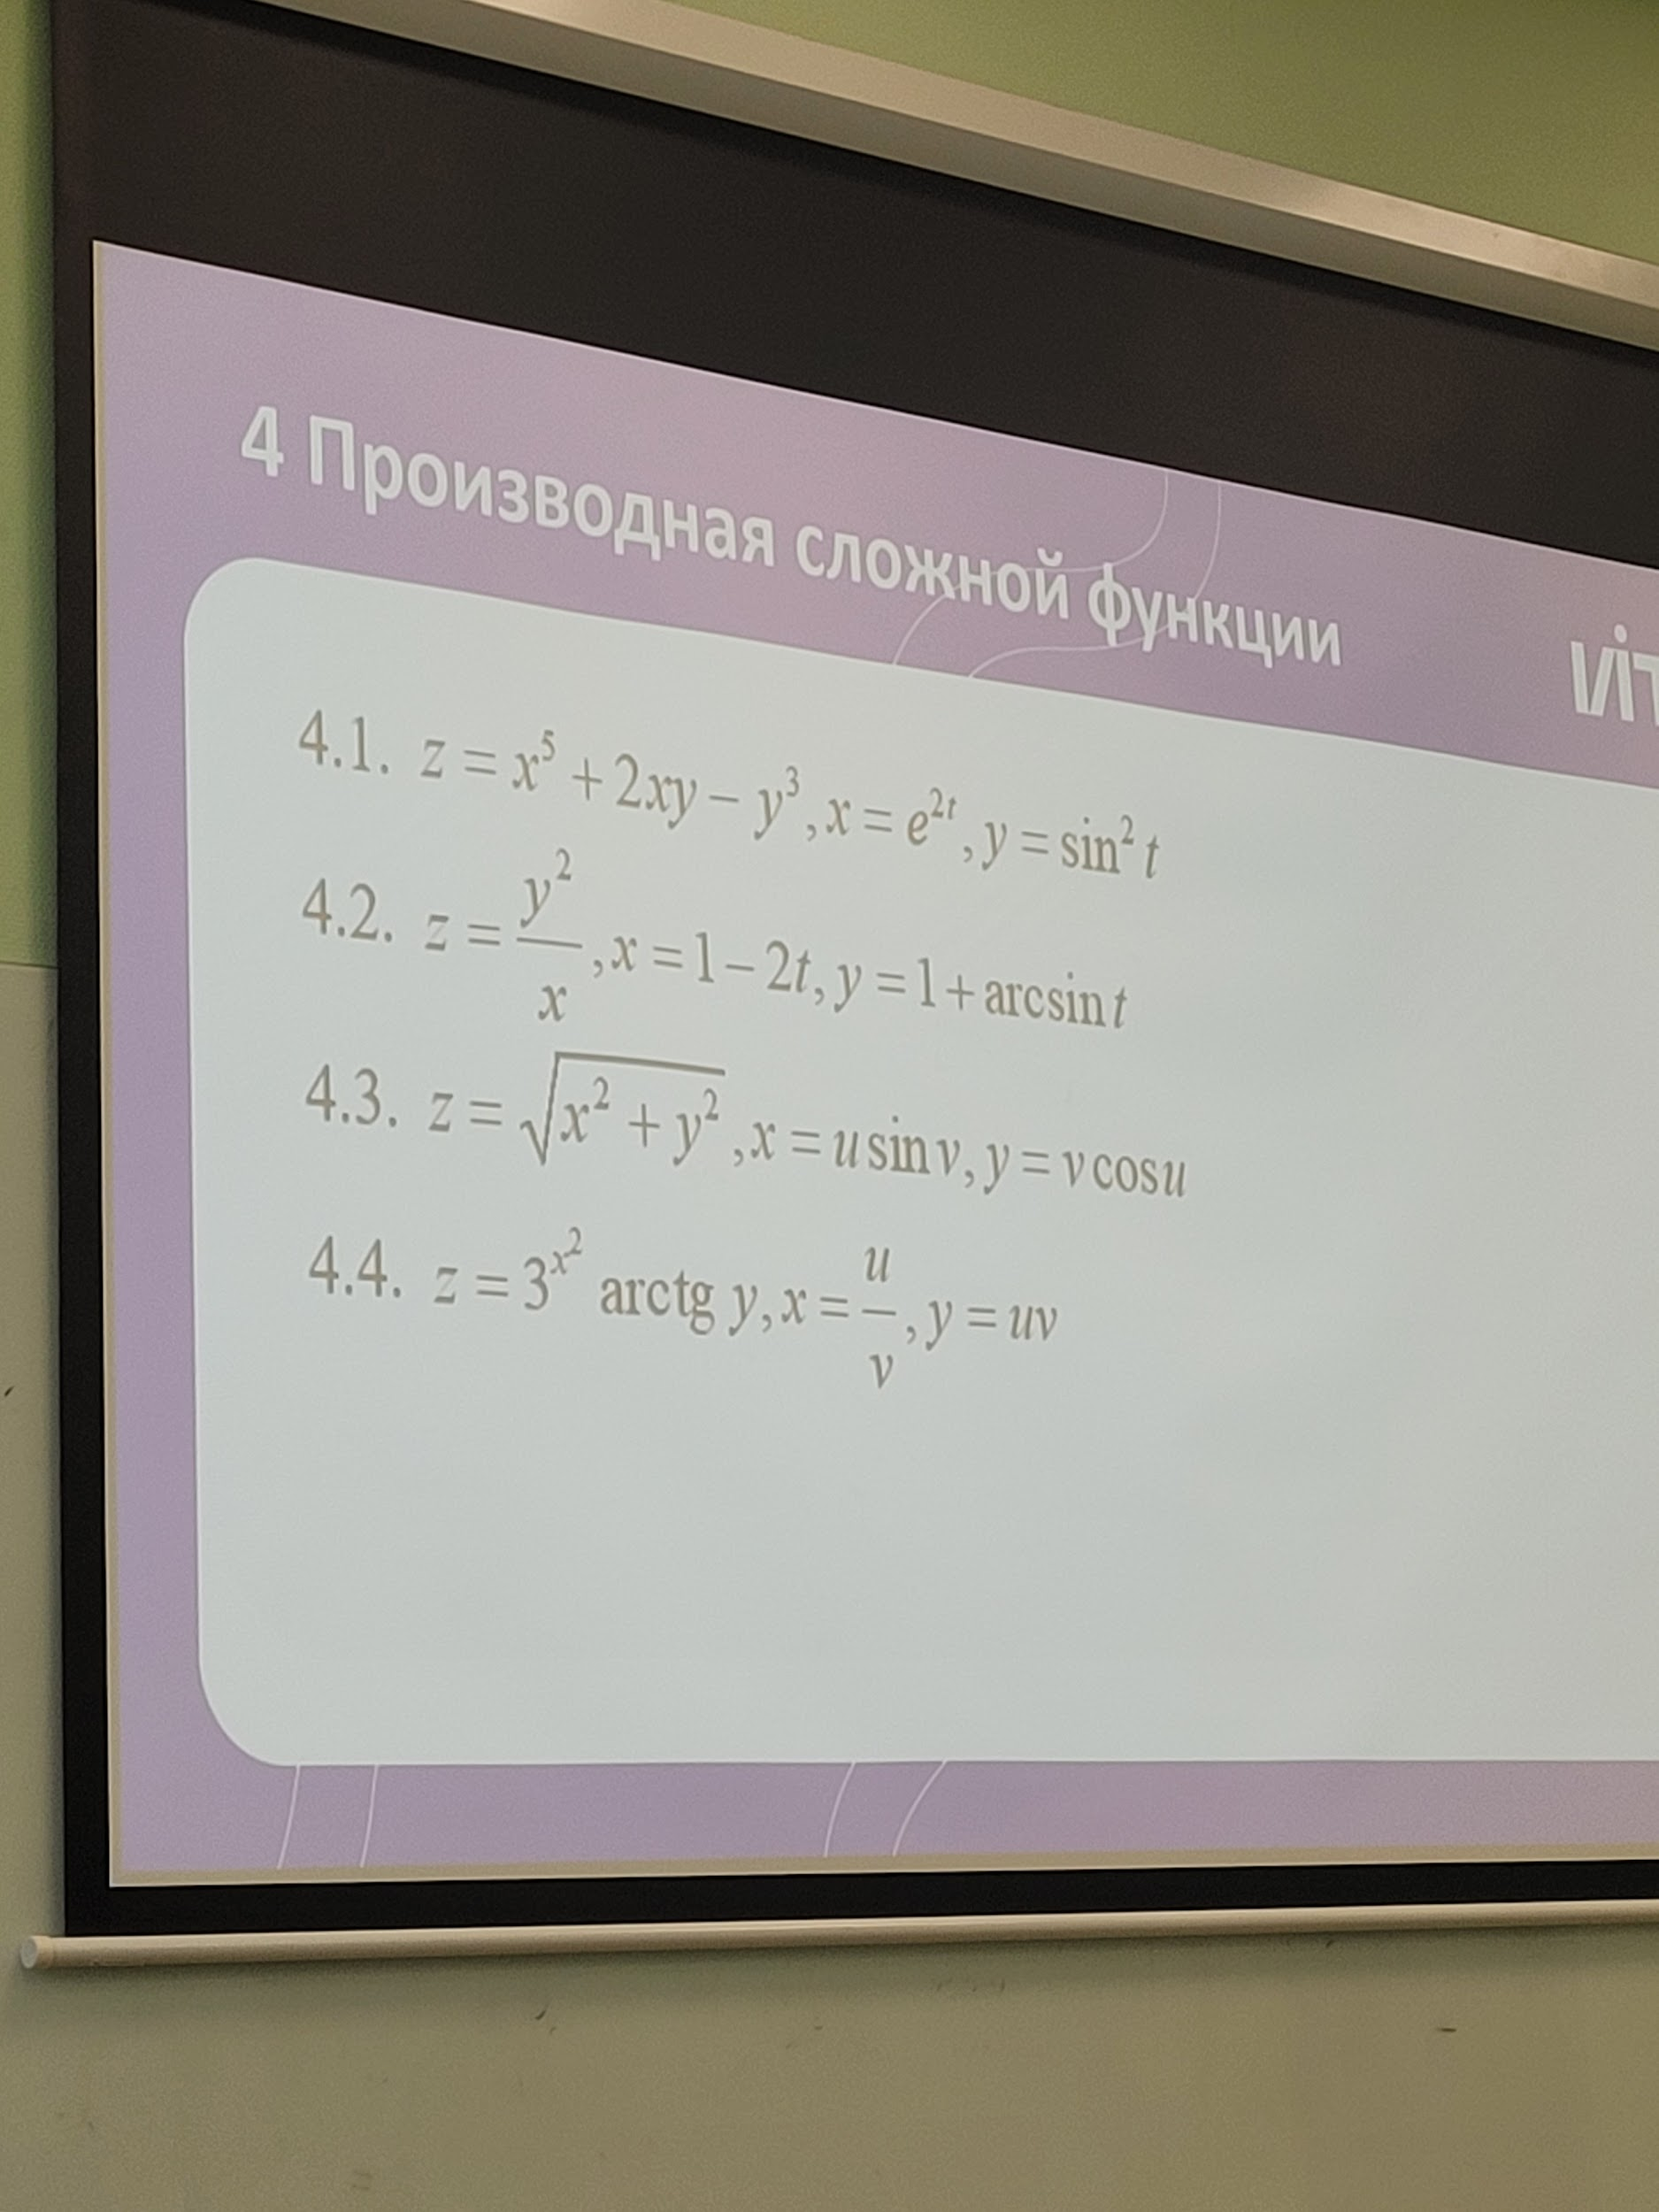 4 Производная сложной функции
4.1. z = x⁵ + 2xy − y³, x = e²ᵗ, y = sin² t
4.2. z = y²/x, x = 1 − 2t, y = 1 + arcsin t
4.3. z = √(x² + y²), x = u sin v, y = v cos u
4.4. z = 3^(x²) arctg y, x = u/v, y = uv